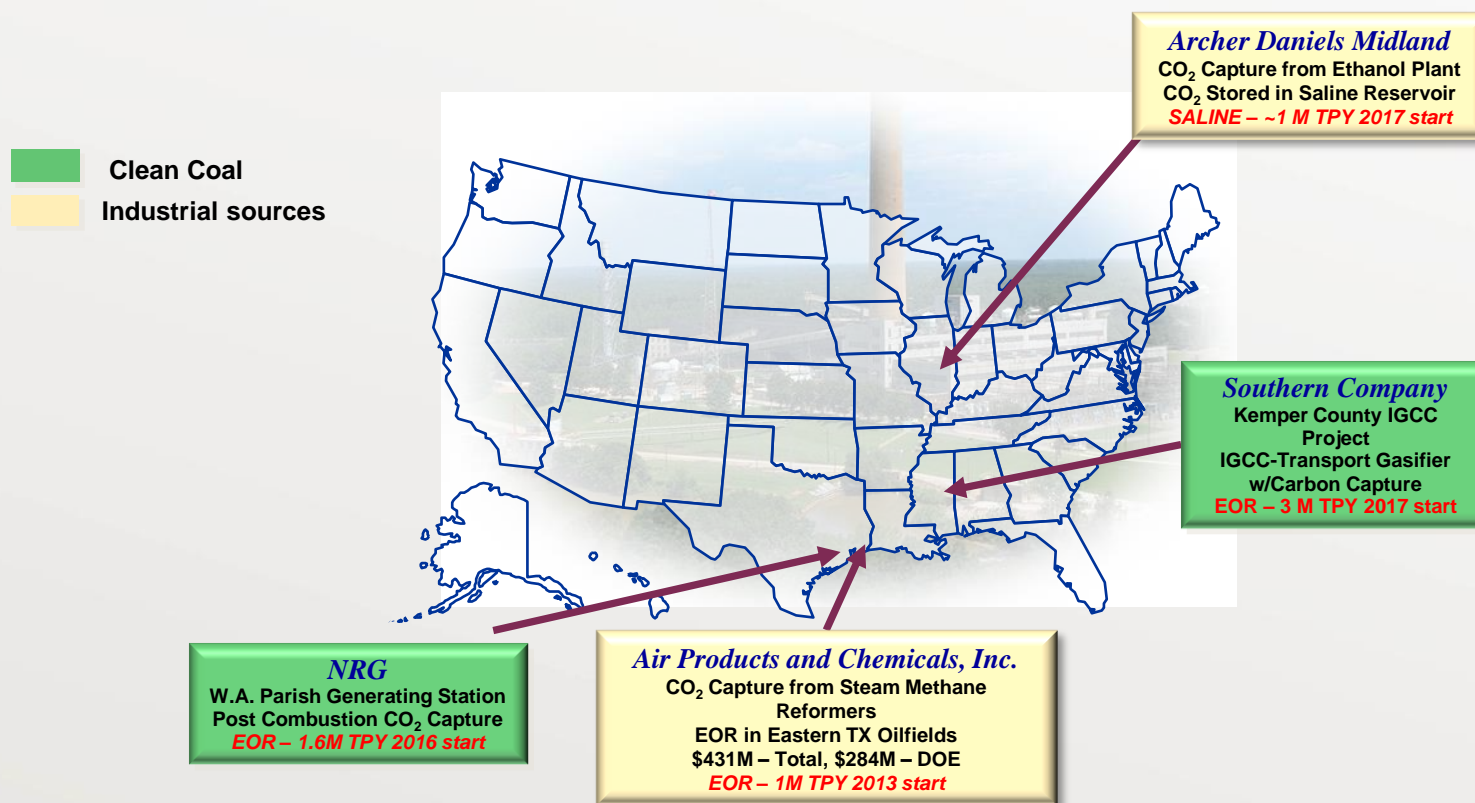 Archer Daniels Midland
CO₂ Capture from Ethanol Plant
CO₂ Stored in Saline Reservoir
SALINE – ~1 M TPY 2017 start
Clean Coal
Industrial sources
Southern Company
Kemper County IGCC
Project
IGCC-Transport Gasifier
w/Carbon Capture
EOR – 3 M TPY 2017 start
NRG
W.A. Parish Generating Station
Post Combustion CO₂ Capture
EOR – 1.6M TPY 2016 start
Air Products and Chemicals, Inc.
CO₂ Capture from Steam Methane
Reformers
EOR in Eastern TX Oilfields
$431M – Total, $284M – DOE
EOR – 1M TPY 2013 start